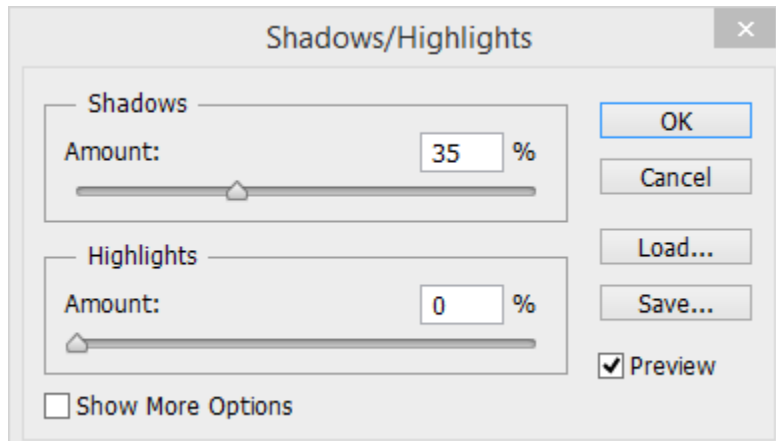 Shadows/Highlights
Shadows
Amount: 35 %
Highlights
Amount: 0 %
Show More Options
OK
Cancel
Load...
Save...
Preview